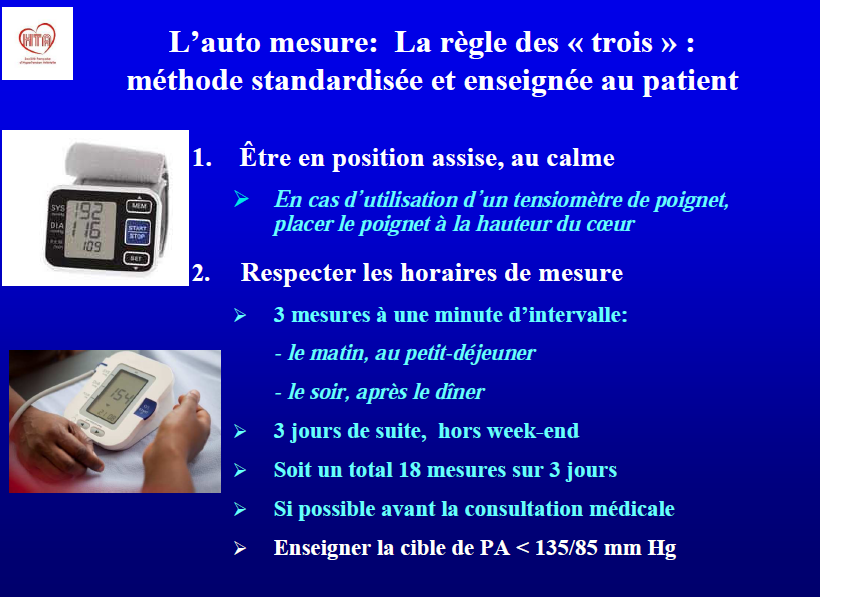 HTA
L’auto mesure: La règle des « trois » :
méthode standardisée et enseignée au patient
1. Être en position assise, au calme
En cas d’utilisation d’un tensiomètre de poignet,
placer le poignet à la hauteur du cœur
SYS
192
MEM
DIA
116
START
STOP
109
SET
2. Respecter les horaires de mesure
3 mesures à une minute d’intervalle:
- le matin, au petit-déjeuner
- le soir, après le dîner
154
3 jours de suite, hors week-end
Soit un total 18 mesures sur 3 jours
Si possible avant la consultation médicale
Enseigner la cible de PA < 135/85 mm Hg